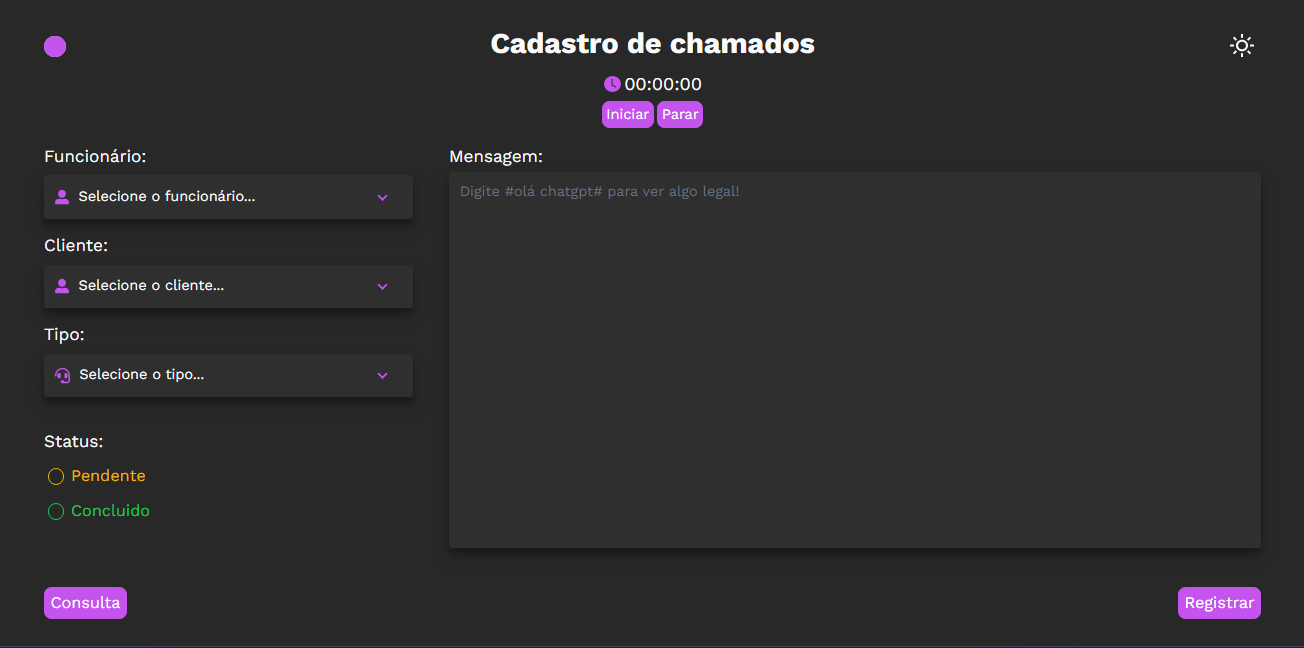 Cadastro de chamados
00:00:00
Iniciar Parar
Funcionário:
Selecione o funcionário...
Cliente:
Selecione o cliente...
Tipo:
Selecione o tipo...
Status:
Pendente
Concluido
Mensagem:
Digite #olá chatgpt# para ver algo legal!
Consulta
Registrar